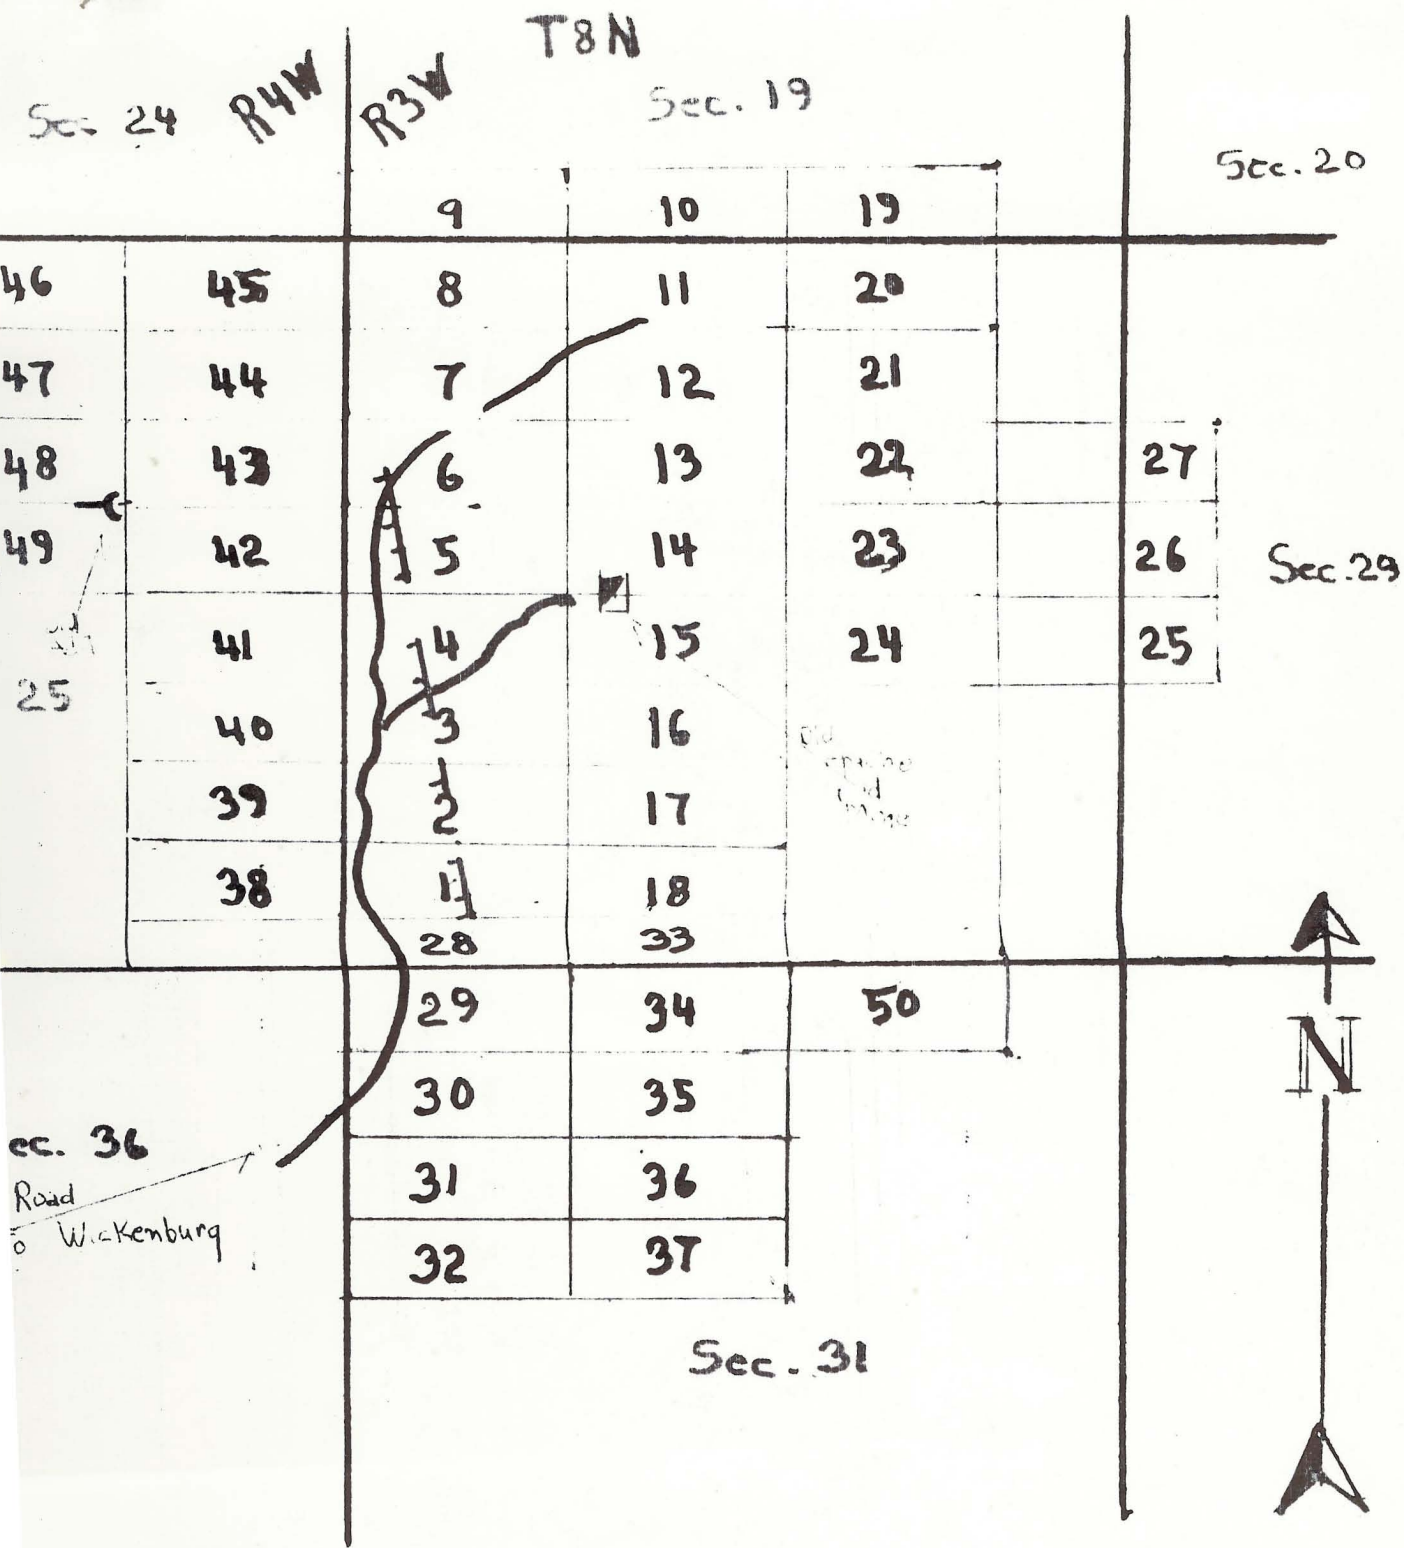 T8N
Sec. 24 R4W R3W Sec. 19
Sec. 20
9 10 19
46 45 8 11 20
47 44 7 12 21
48 43 6 13 22 27
49 42 5 14 23 26 Sec. 29
41 4 15 24 25
25
40 3 16
Old
39 2 17
38 1 18
28 33
29 34 50
N
30 35
ec. 36
Road
31 36
o Wickenburg
32 37
Sec. 31